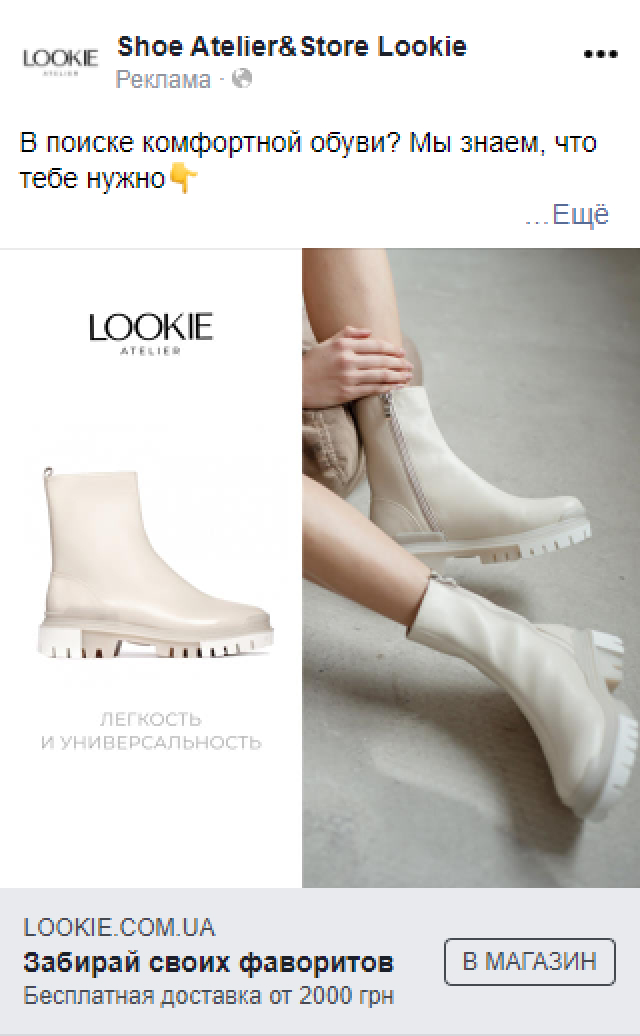 LOOKIE
ATELIER
Shoe Atelier&Store Lookie
Реклама ·
В поиске комфортной обуви? Мы знаем, что
тебе нужно👇
...Ещё
LOOKIE
ATELIER
ЛЕГКОСТЬ
И УНИВЕРСАЛЬНОСТЬ
LOOKIE.COM.UA
Забирай своих фаворитов
Бесплатная доставка от 2000 грн
В МАГАЗИН